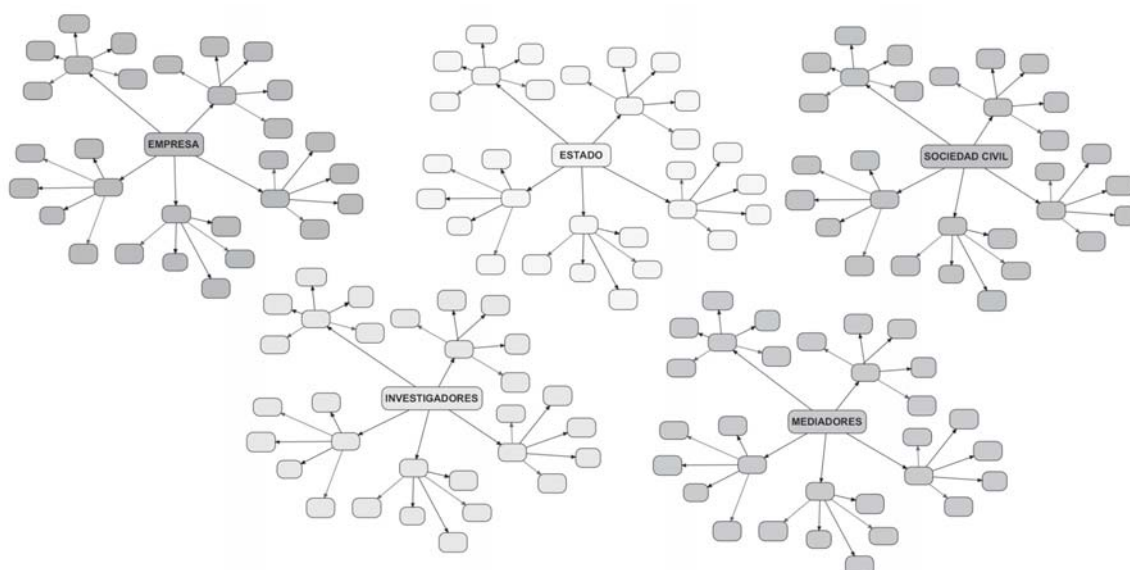 EMPRESA
ESTADO
SOCIEDAD CIVIL
INVESTIGADORES
MEDIADORES